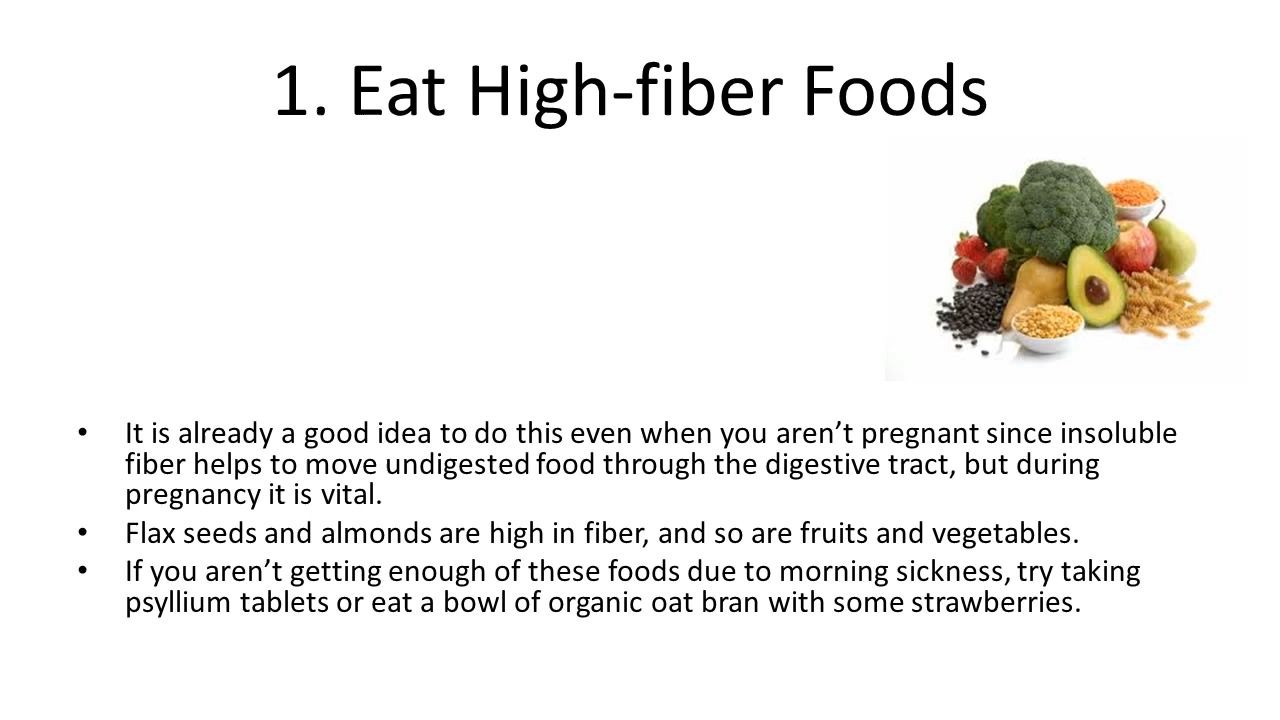 1. Eat High-fiber Foods
• It is already a good idea to do this even when you aren’t pregnant since insoluble
fiber helps to move undigested food through the digestive tract, but during
pregnancy it is vital.
• Flax seeds and almonds are high in fiber, and so are fruits and vegetables.
• If you aren’t getting enough of these foods due to morning sickness, try taking
psyllium tablets or eat a bowl of organic oat bran with some strawberries.